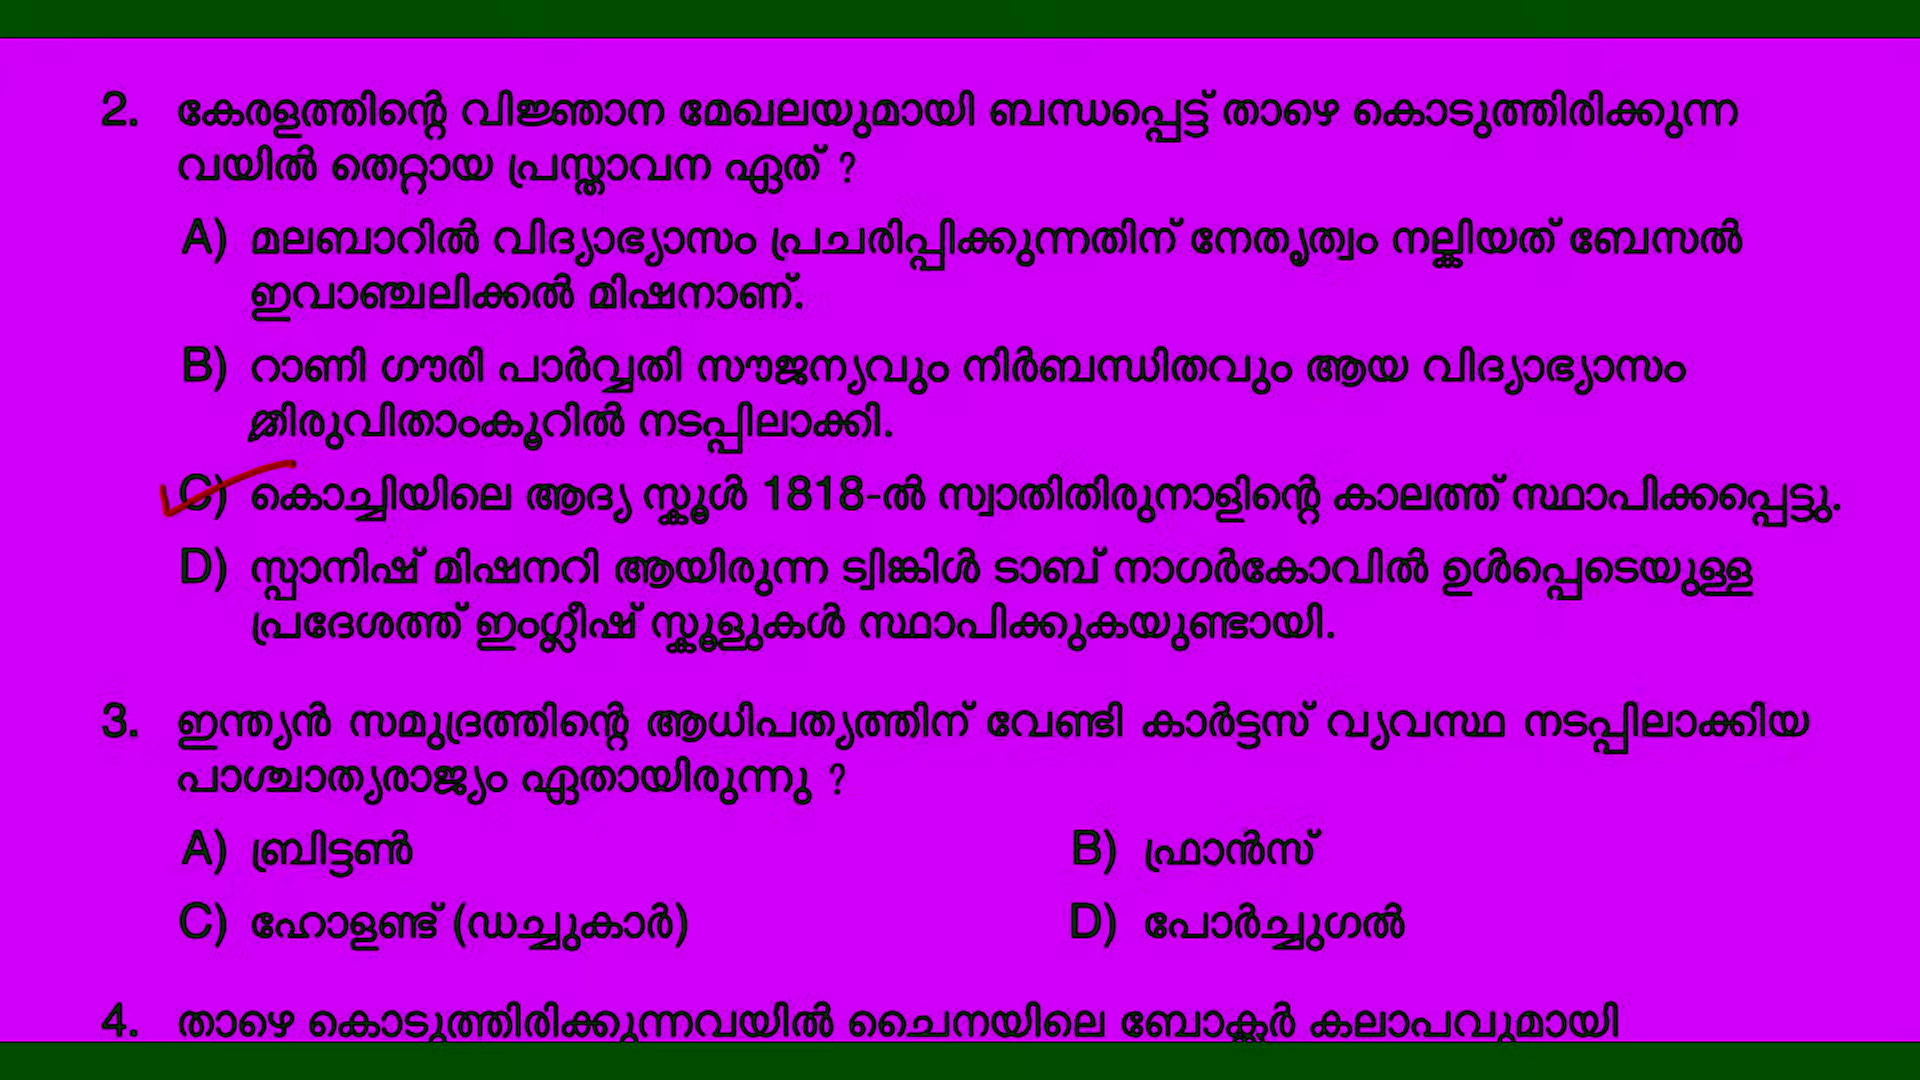 2. കേരളത്തിന്റെ വിജ്ഞാന മേഖലയുമായി ബന്ധപ്പെട്ട് താഴെ കൊടുത്തിരിക്കുന്ന
വയിൽ തെറ്റായ പ്രസ്താവന ഏത് ?
A) മലബാറിൽ വിദ്യാഭ്യാസം പ്രചരിപ്പിക്കുന്നതിന് നേതൃത്വം നല്കിയത് ബേസൽ
ഇവാഞ്ചലിക്കൽ മിഷനാണ്.
B) റാണി ഗൗരി പാർവ്വതി സൗജന്യവും നിർബന്ധിതവും ആയ വിദ്യാഭ്യാസം
തിരുവിതാംകൂറിൽ നടപ്പിലാക്കി.
C) കൊച്ചിയിലെ ആദ്യ സ്കൂൾ 1818-ൽ സ്വാതിതിരുനാളിന്റെ കാലത്ത് സ്ഥാപിക്കപ്പെട്ടു.
D) സ്പാനിഷ് മിഷനറി ആയിരുന്ന ട്വിങ്കിൾ ടാബ് നാഗർകോവിൽ ഉൾപ്പെടെയുള്ള
പ്രദേശത്ത് ഇംഗ്ലീഷ് സ്കൂളുകൾ സ്ഥാപിക്കുകയുണ്ടായി.
3. ഇന്ത്യൻ സമുദ്രത്തിന്റെ ആധിപത്യത്തിന് വേണ്ടി കാർട്ടസ് വ്യവസ്ഥ നടപ്പിലാക്കിയ
പാശ്ചാത്യരാജ്യം ഏതായിരുന്നു ?
A) ബ്രിട്ടൺ B) ഫ്രാൻസ്
C) ഹോളണ്ട് (ഡച്ചുകാർ) D) പോർച്ചുഗൽ
4. താഴെ കൊടുത്തിരിക്കുന്നവയിൽ ചൈനയിലെ ബോക്സർ കലാപവുമായി